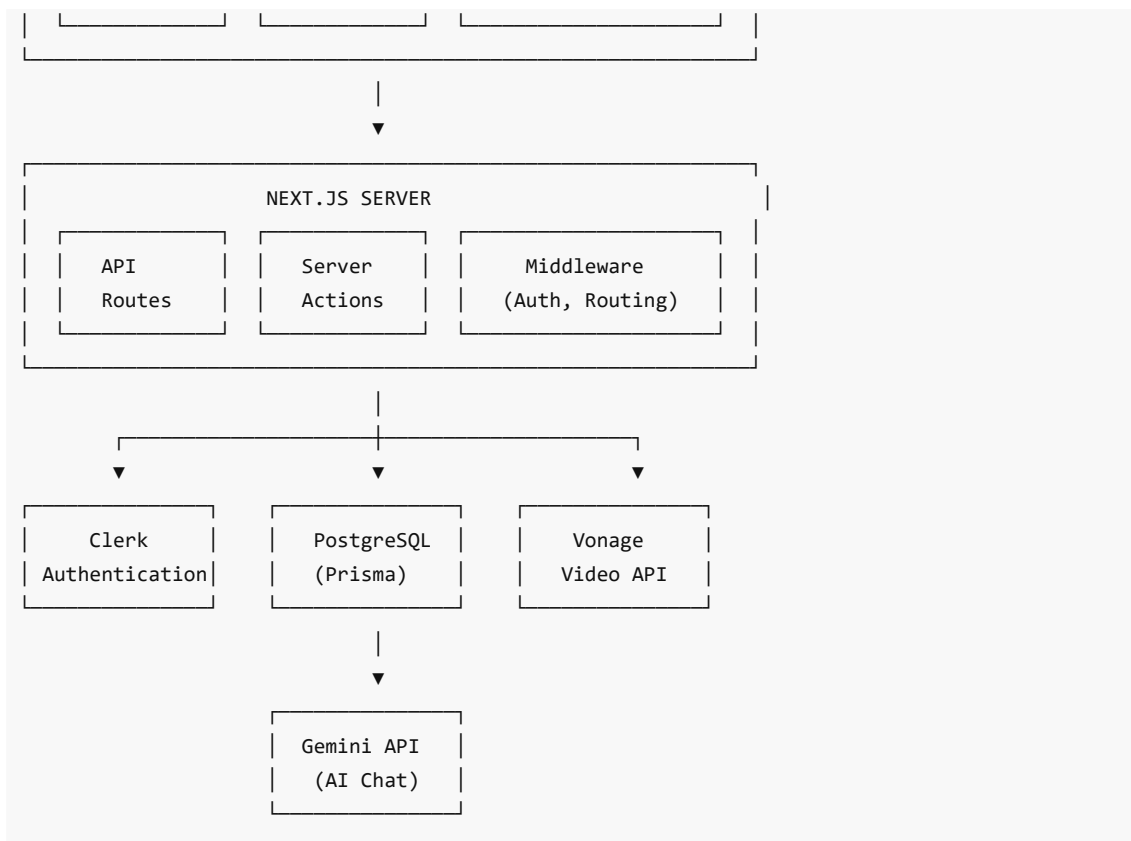 NEXT.JS SERVER
API Server Middleware
Routes Actions (Auth, Routing)
Clerk PostgreSQL Vonage
Authentication (Prisma) Video API
Gemini API
(AI Chat)